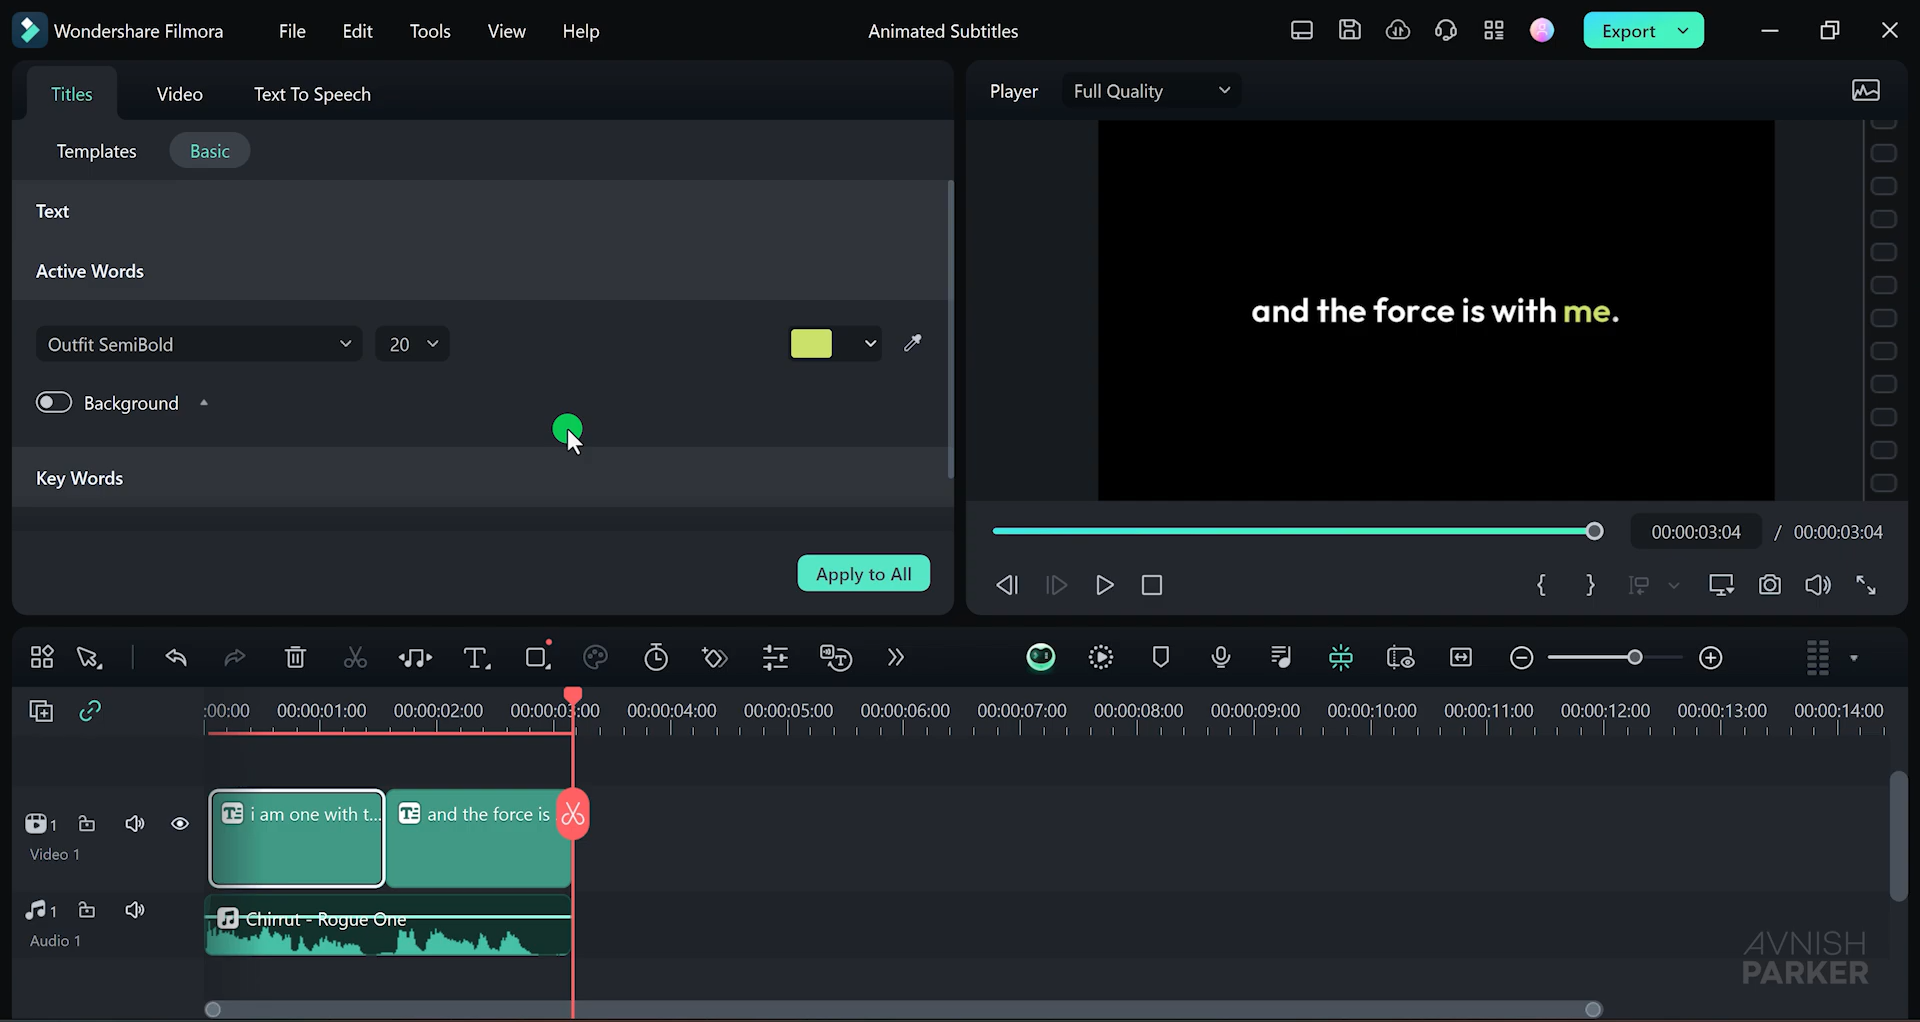 Wondershare Filmora
File
Edit
Tools
View
Help
Animated Subtitles
Export
Titles
Video
Text To Speech
Templates
Basic
Text
Active Words
Outfit SemiBold
20
Background
Key Words
Apply to All
Player
Full Quality
and the force is with me.
00:00:03:04 / 00:00:03:04
:00:00 00:00:01:00 00:00:02:00 00:00:03:00 00:00:04:00 00:00:05:00 00:00:06:00 00:00:07:00 00:00:08:00 00:00:09:00 00:00:10:00 00:00:11:00 00:00:12:00 00:00:13:00 00:00:14:00
1
Video 1
i am one with t...
and the force is
1
Audio 1
Chirrut - Rogue One
AVNISH
PARKER